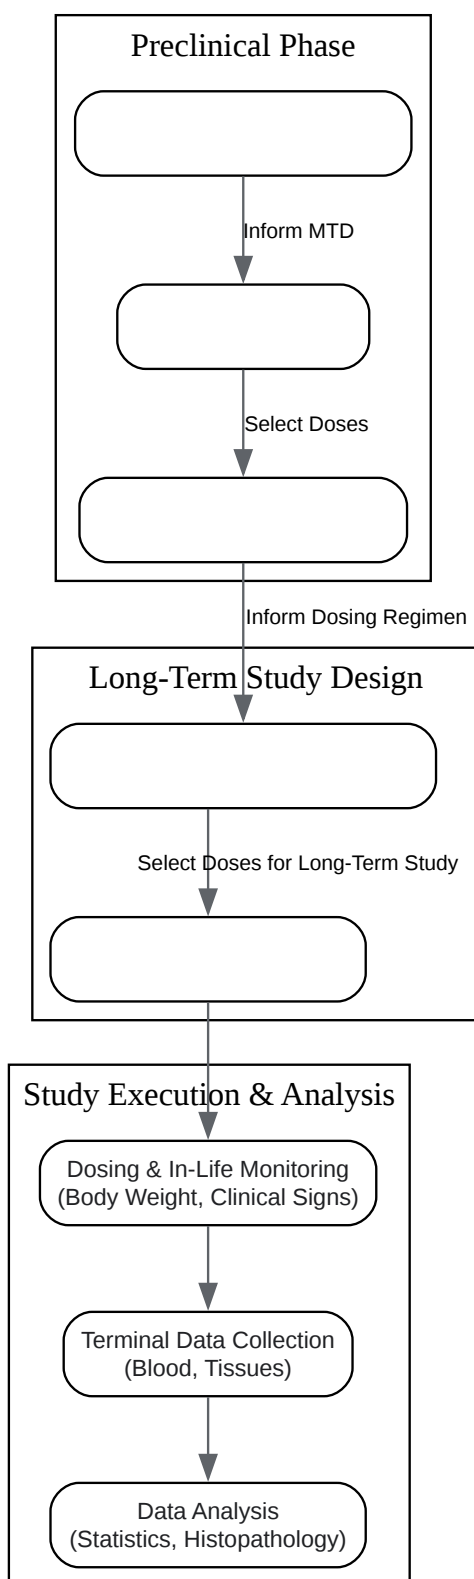 Preclinical Phase
Inform MTD
Select Doses
Inform Dosing Regimen
Long-Term Study Design
Select Doses for Long-Term Study
Study Execution & Analysis
Dosing & In-Life Monitoring
(Body Weight, Clinical Signs)
Terminal Data Collection
(Blood, Tissues)
Data Analysis
(Statistics, Histopathology)